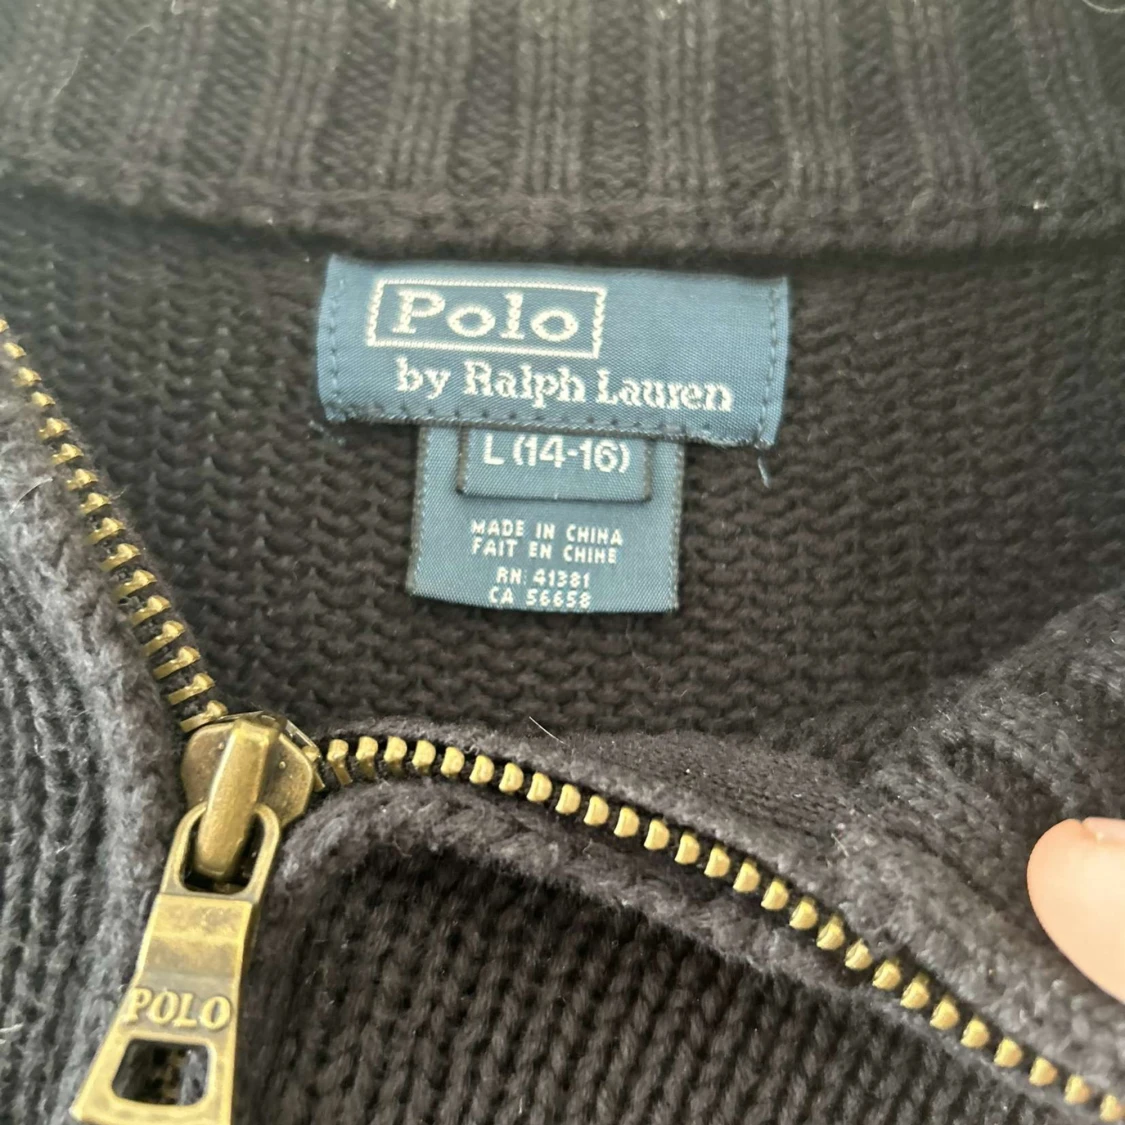 Polo
by Ralph Lauren
L (14-16)
MADE IN CHINA
FAIT EN CHINE
RN 41381
CA 56658
POLO